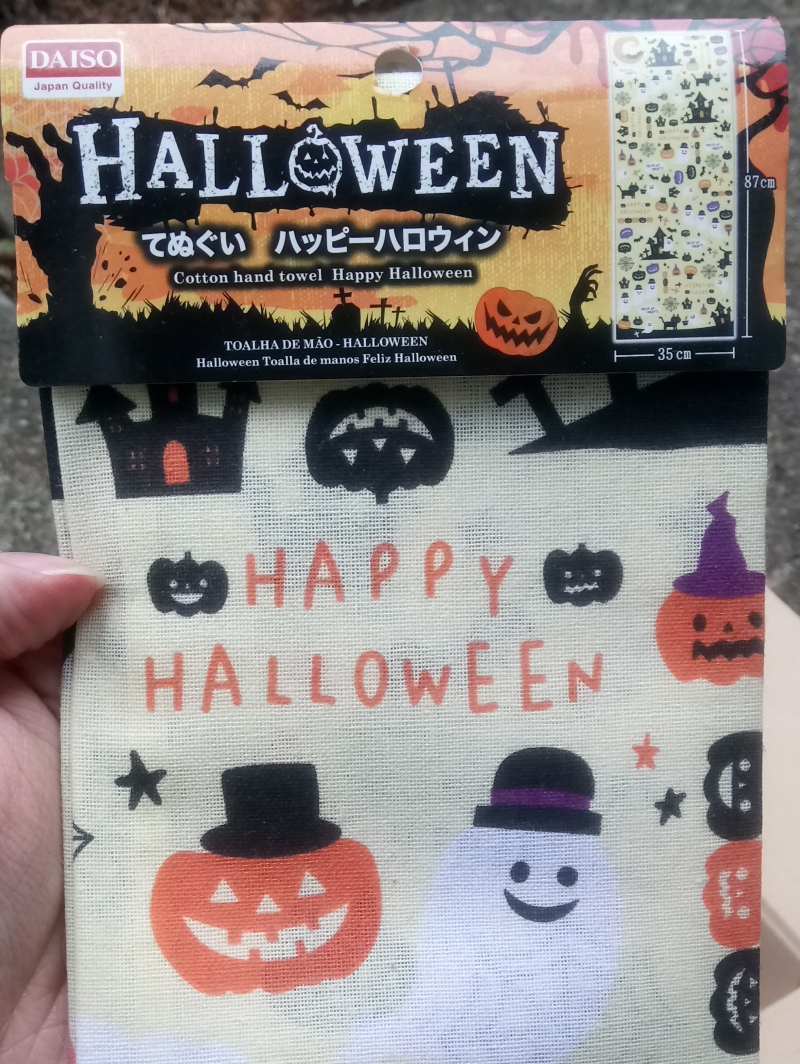 DAISO
Japan Quality
HALLOWEEN
てぬぐい ハッピーハロウィン
Cotton hand towel Happy Halloween
TOALHA DE MÃO - HALLOWEEN
Halloween Toalla de manos Feliz Halloween
87cm
35cm
HAPPY
HALLOWEEN